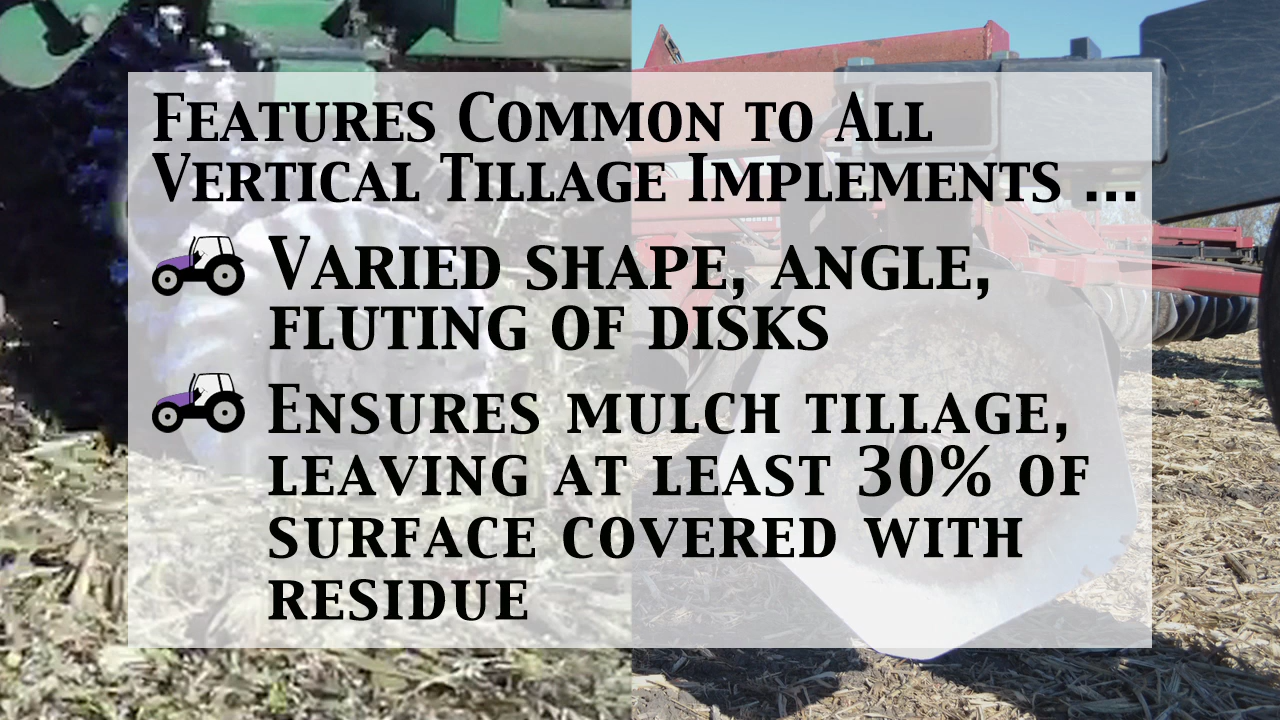 Features Common to All
Vertical Tillage Implements ...
Varied shape, angle,
fluting of disks
Ensures mulch tillage,
leaving at least 30% of
surface covered with
residue